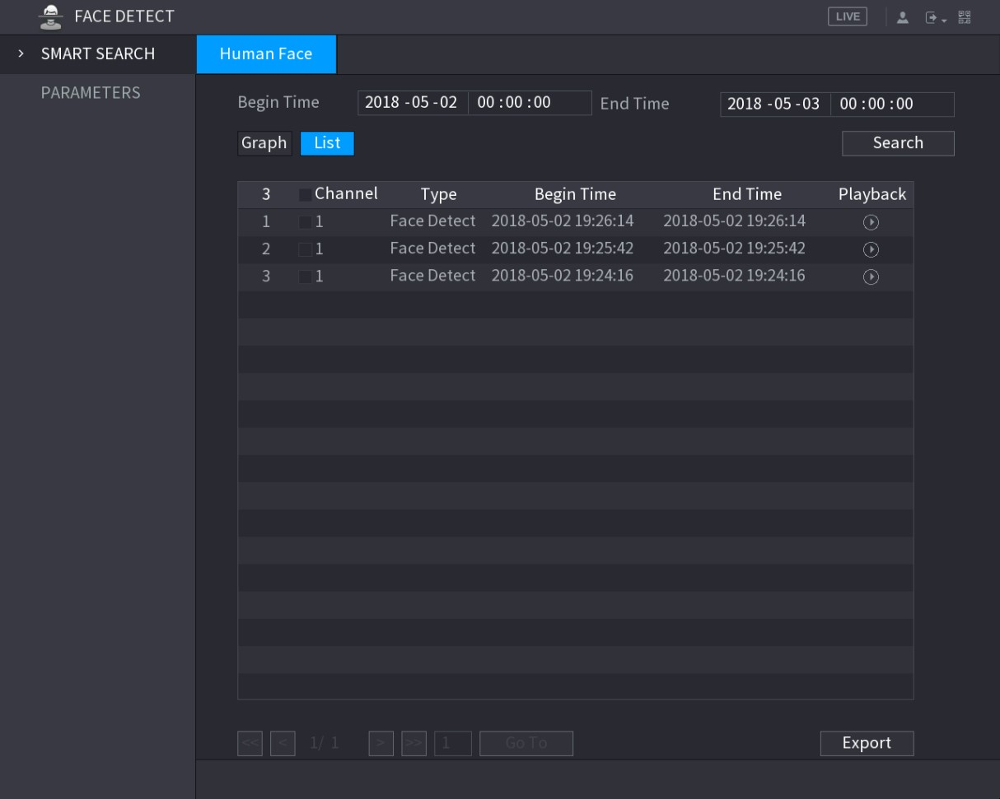 FACE DETECT LIVE
SMART SEARCH Human Face
PARAMETERS
Begin Time 2018 -05 -02 00 :00 :00 End Time 2018 -05 -03 00 :00 :00
Graph List Search
3 Channel Type Begin Time End Time Playback
1 1 Face Detect 2018-05-02 19:26:14 2018-05-02 19:26:14
2 1 Face Detect 2018-05-02 19:25:42 2018-05-02 19:25:42
3 1 Face Detect 2018-05-02 19:24:16 2018-05-02 19:24:16
<< < 1/ 1 > >> 1 Go To Export